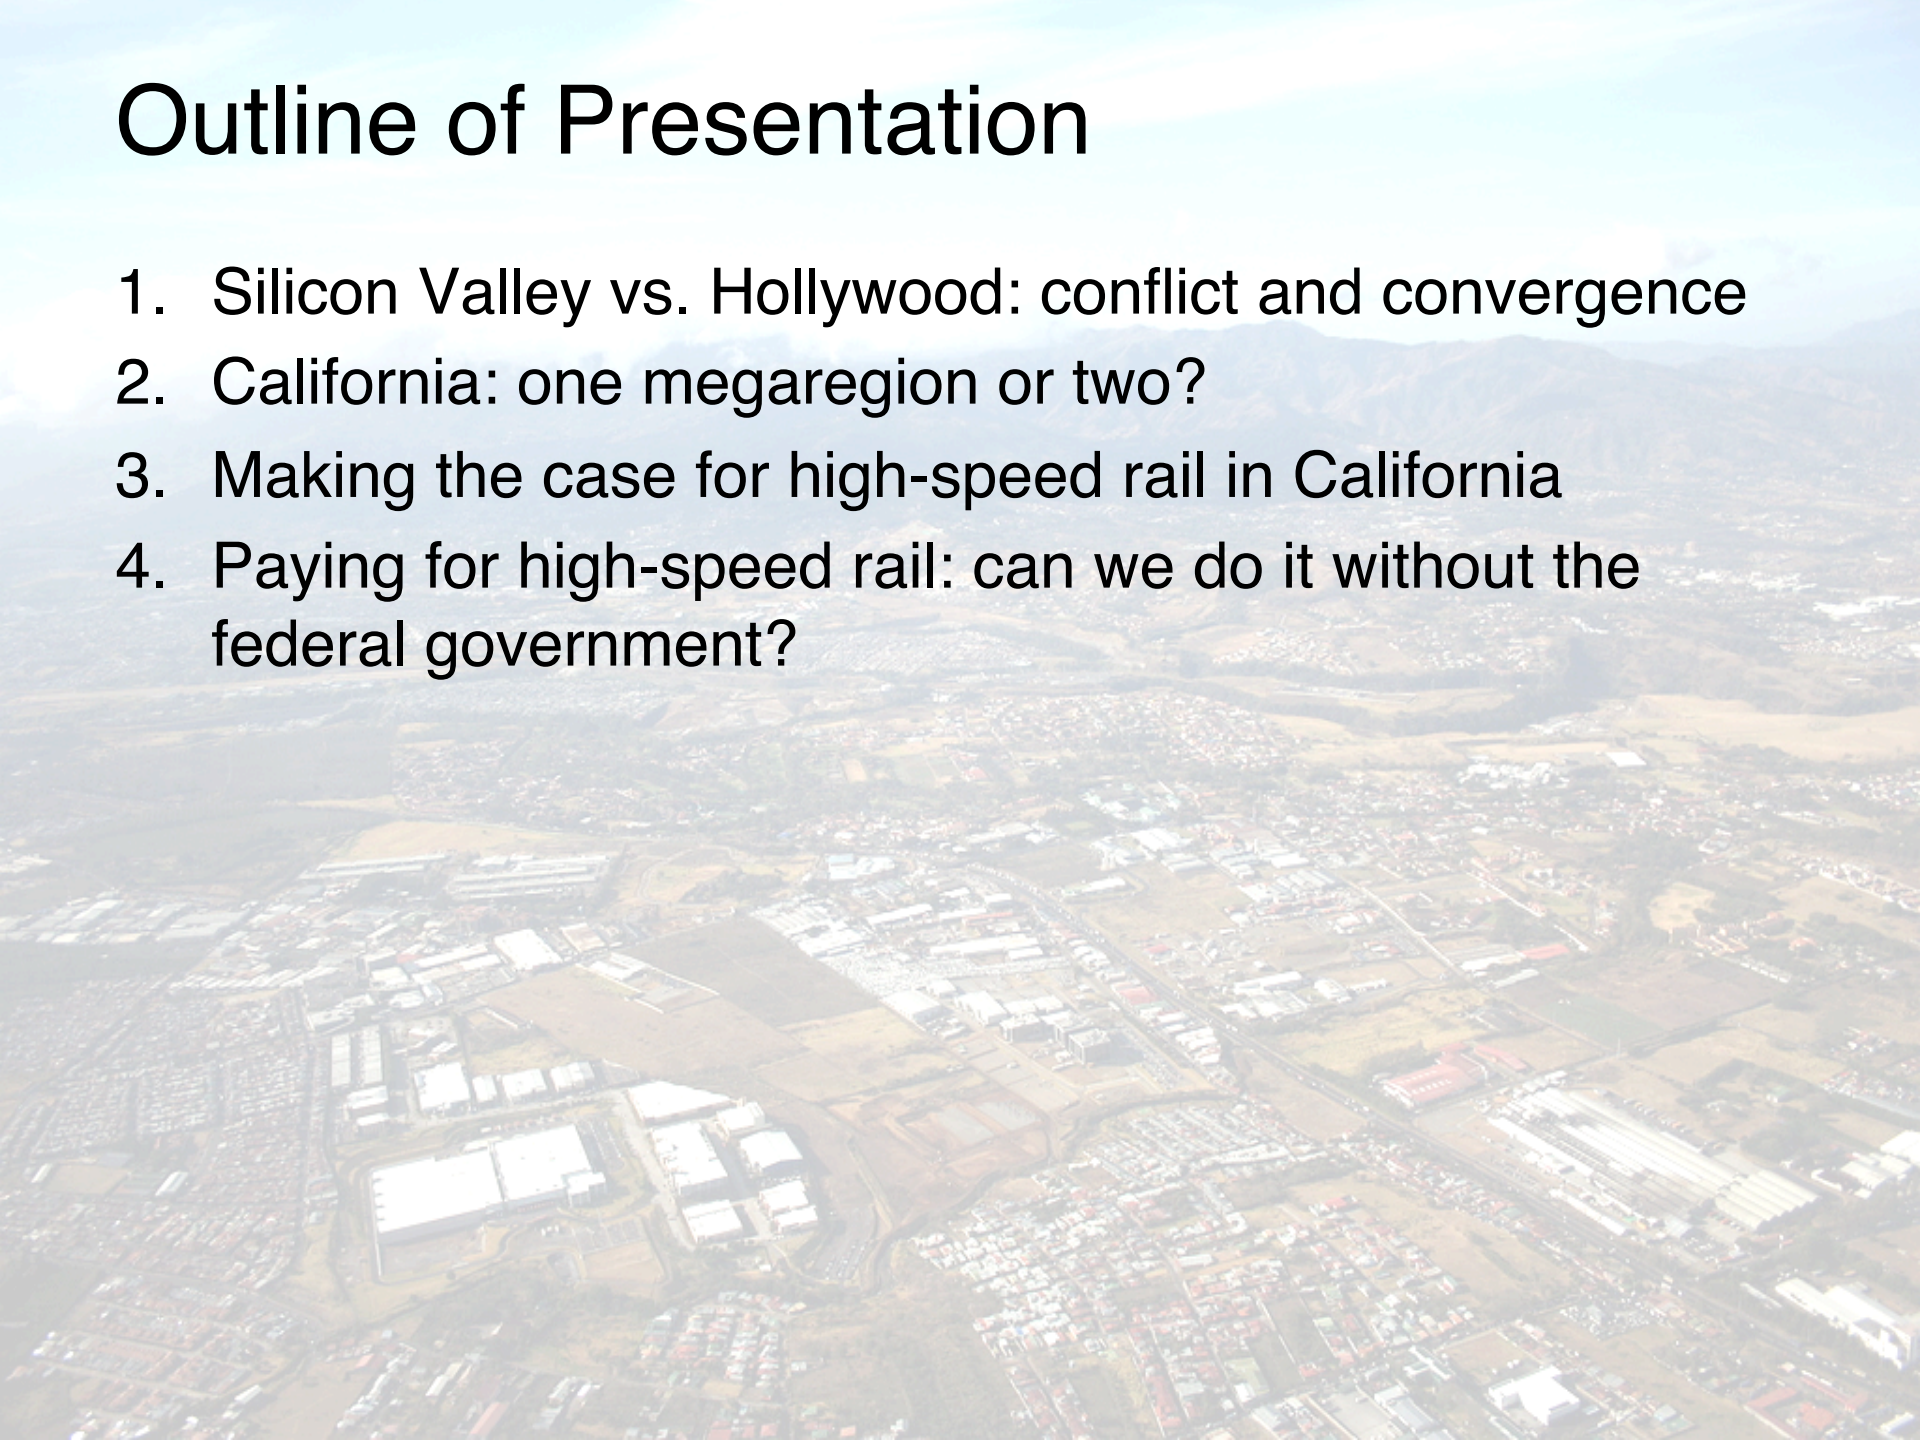 Outline of Presentation
1. Silicon Valley vs. Hollywood: conflict and convergence
2. California: one megaregion or two?
3. Making the case for high-speed rail in California
4. Paying for high-speed rail: can we do it without the
federal government?